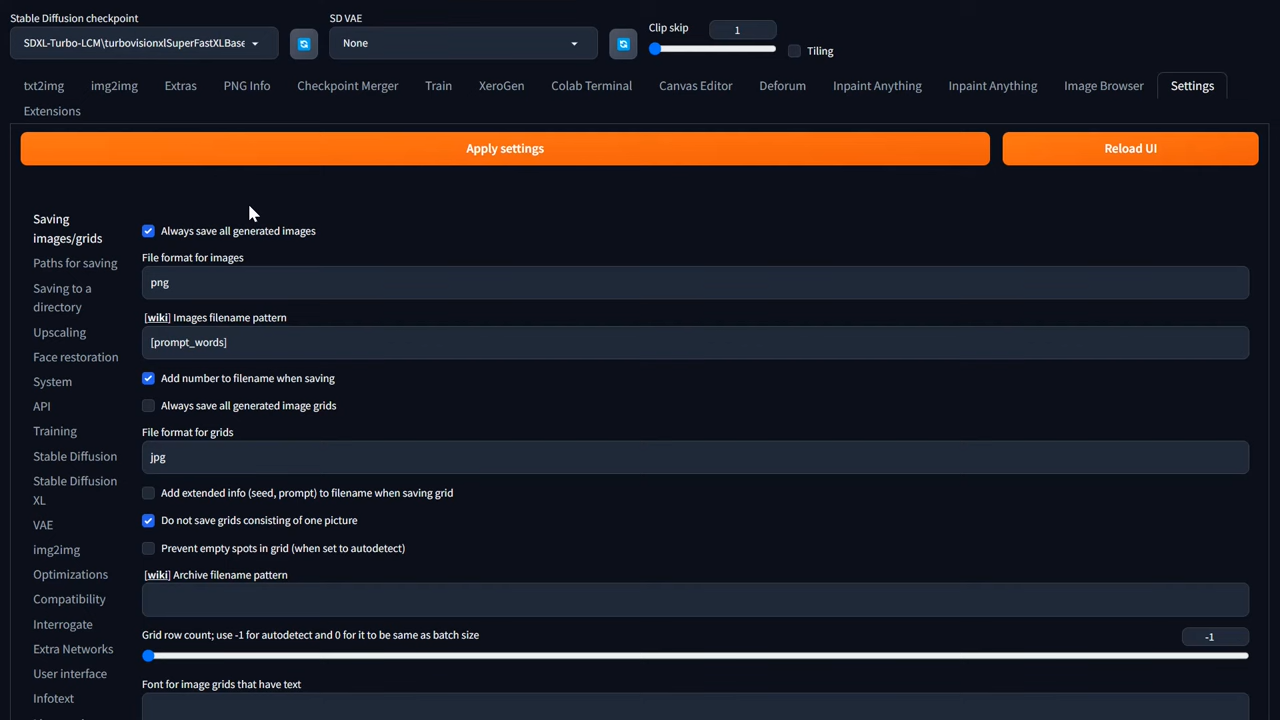 Stable Diffusion checkpoint
SDXL-Turbo-LCM\turbovisionxlSuperFastXLBase
SD VAE
None
Clip skip
1
Tiling
txt2img
img2img
Extras
PNG Info
Checkpoint Merger
Train
XeroGen
Colab Terminal
Canvas Editor
Deforum
Inpaint Anything
Inpaint Anything
Image Browser
Settings
Extensions
Apply settings
Reload UI
Saving
images/grids
Paths for saving
Saving to a
directory
Upscaling
Face restoration
System
API
Training
Stable Diffusion
Stable Diffusion
XL
VAE
img2img
Optimizations
Compatibility
Interrogate
Extra Networks
User interface
Infotext
Always save all generated images
File format for images
png
[wiki] Images filename pattern
[prompt_words]
Add number to filename when saving
Always save all generated image grids
File format for grids
jpg
Add extended info (seed, prompt) to filename when saving grid
Do not save grids consisting of one picture
Prevent empty spots in grid (when set to autodetect)
[wiki] Archive filename pattern
Grid row count; use -1 for autodetect and 0 for it to be same as batch size
-1
Font for image grids that have text